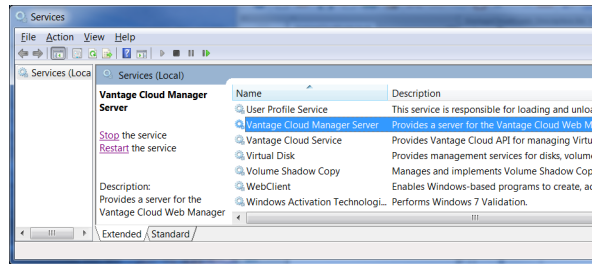 Services
File Action View Help
Services (Loca
Services (Local)
Vantage Cloud Manager
Server
Stop the service
Restart the service
Description:
Provides a server for the
Vantage Cloud Web Manager
Name Description
User Profile Service This service is responsible for loading and unloa
Vantage Cloud Manager Server Provides a server for the Vantage Cloud Web M
Vantage Cloud Service Provides Vantage Cloud API for managing Virtu
Virtual Disk Provides management services for disks, volum
Volume Shadow Copy Manages and implements Volume Shadow Cop
WebClient Enables Windows-based programs to create, ac
Windows Activation Technologi... Performs Windows 7 Validation.
Extended Standard